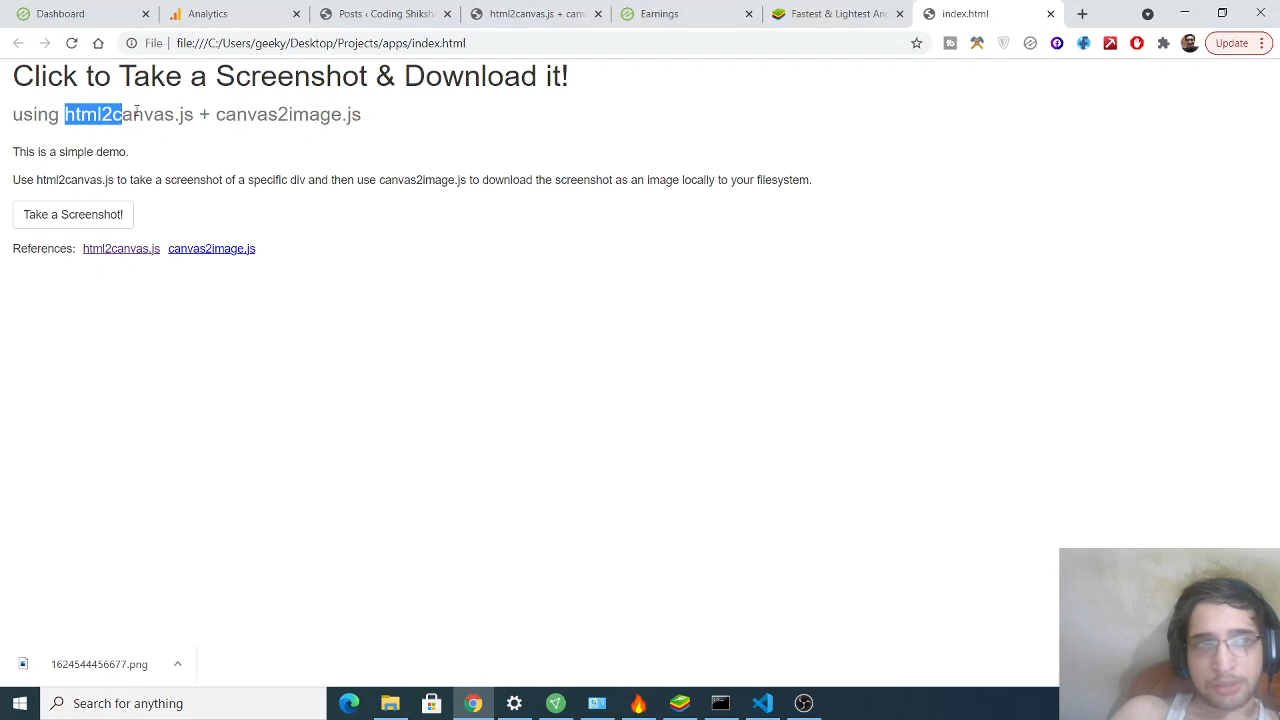 Dashboard
Analytics
Posts ‹ Coding Shiksh
html2canvas.js + canv
Earnings
Fastest & Lightest An
index.html
File
file:///C:/Users/geeky/Desktop/Projects/apps/index.html
Update
Click to Take a Screenshot & Download it!
using html2canvas.js + canvas2image.js
This is a simple demo.
Use html2canvas.js to take a screenshot of a specific div and then use canvas2image.js to download the screenshot as an image locally to your filesystem.
Take a Screenshot!
References: html2canvas.js canvas2image.js
1624544456677.png
Search for anything